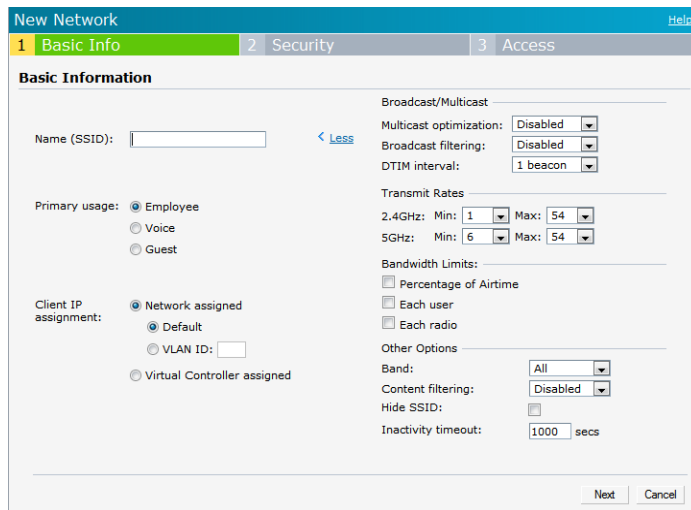 New Network
Help
1 Basic Info
2 Security
3 Access
Basic Information
Name (SSID):
< Less
Primary usage:
Employee
Voice
Guest
Client IP assignment:
Network assigned
Default
VLAN ID:
Virtual Controller assigned
Broadcast/Multicast
Multicast optimization: Disabled
Broadcast filtering: Disabled
DTIM interval: 1 beacon
Transmit Rates
2.4GHz: Min: 1 Max: 54
5GHz: Min: 6 Max: 54
Bandwidth Limits:
Percentage of Airtime
Each user
Each radio
Other Options
Band: All
Content filtering: Disabled
Hide SSID:
Inactivity timeout: 1000 secs
Next Cancel